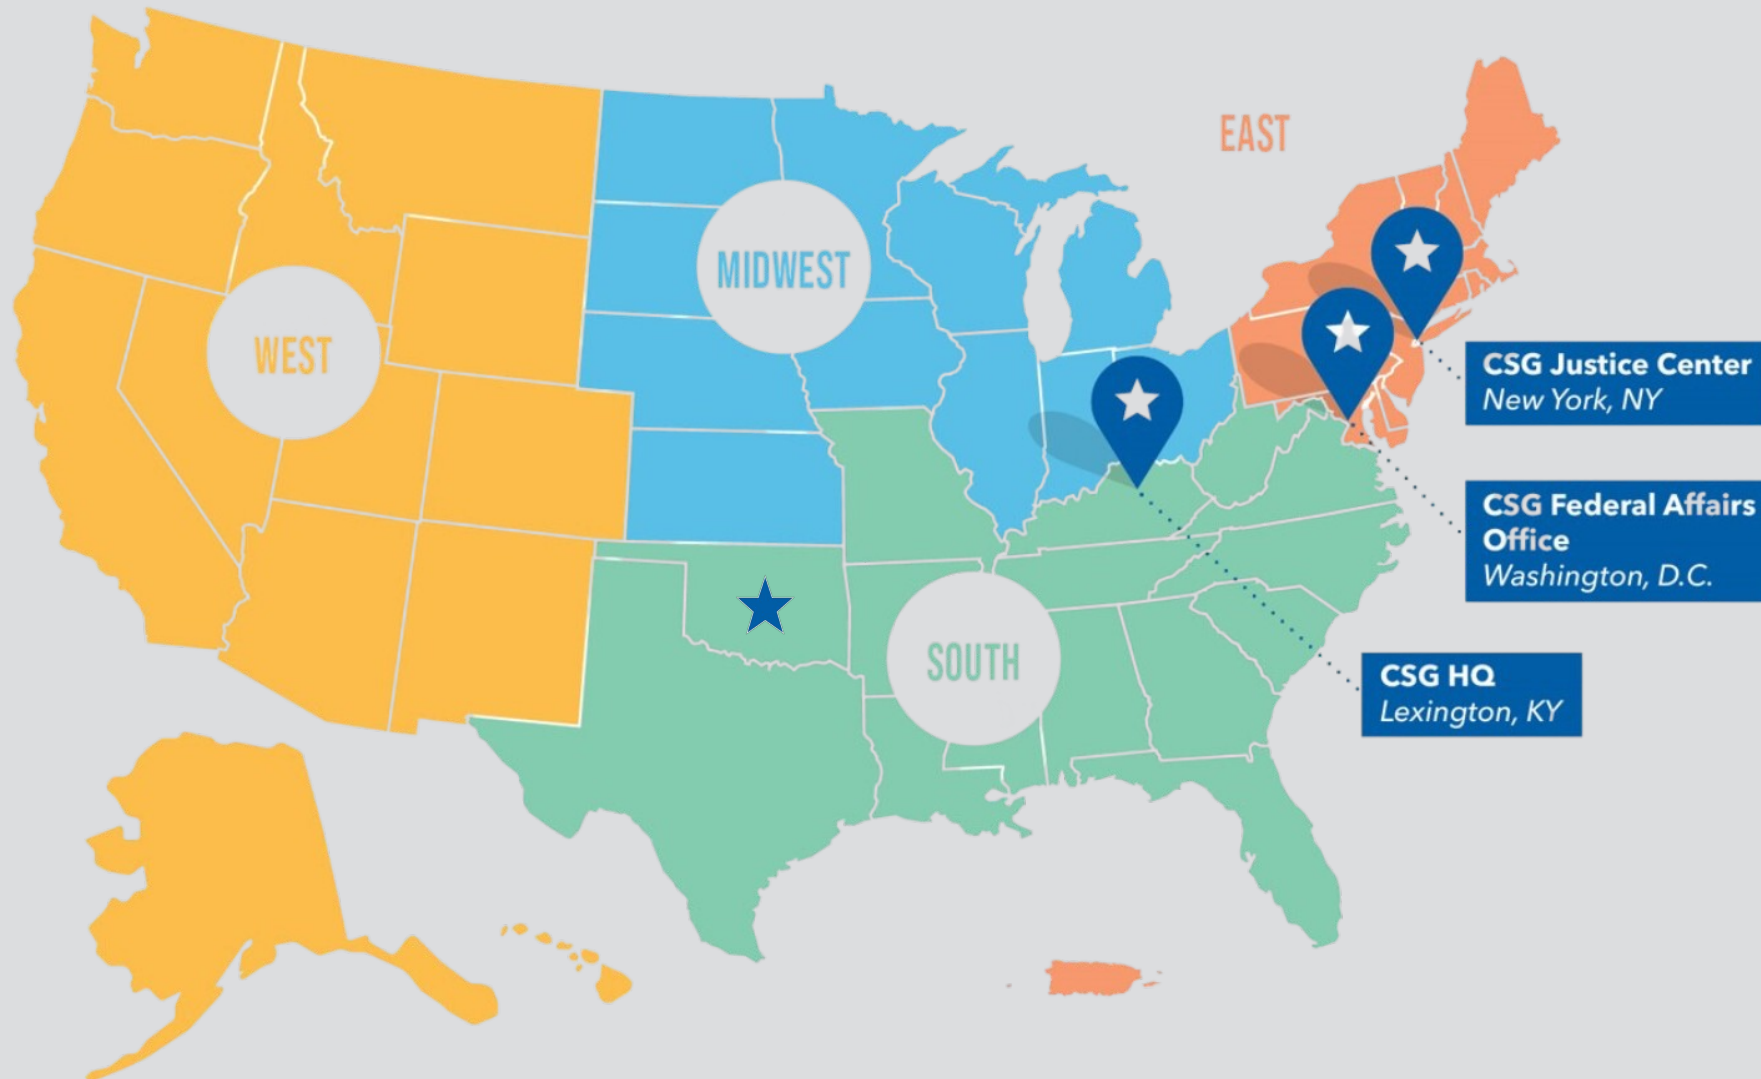 EAST
MIDWEST
WEST
CSG Justice Center
New York, NY
CSG Federal Affairs
Office
Washington, D.C.
SOUTH
CSG HQ
Lexington, KY